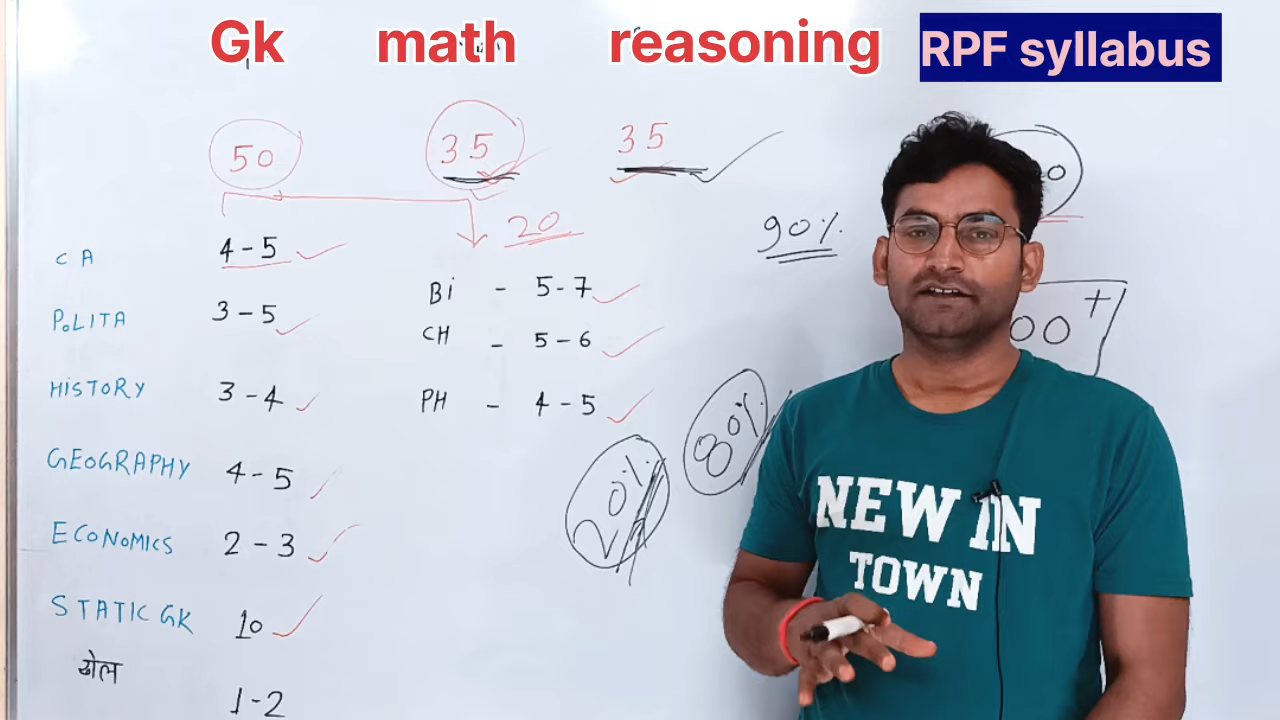 Gk math reasoning RPF syllabus
50 35 35
20
90%
CA 4-5
PoLITA 3-5
HiSTORY 3-4
GEOGRAPHY 4-5
ECONOMICS 2-3
STATIC GK 10
खेल 1-2
Bi - 5-7
CH - 5-6
PH - 4-5
20%
80%
00+
NEW IN
TOWN